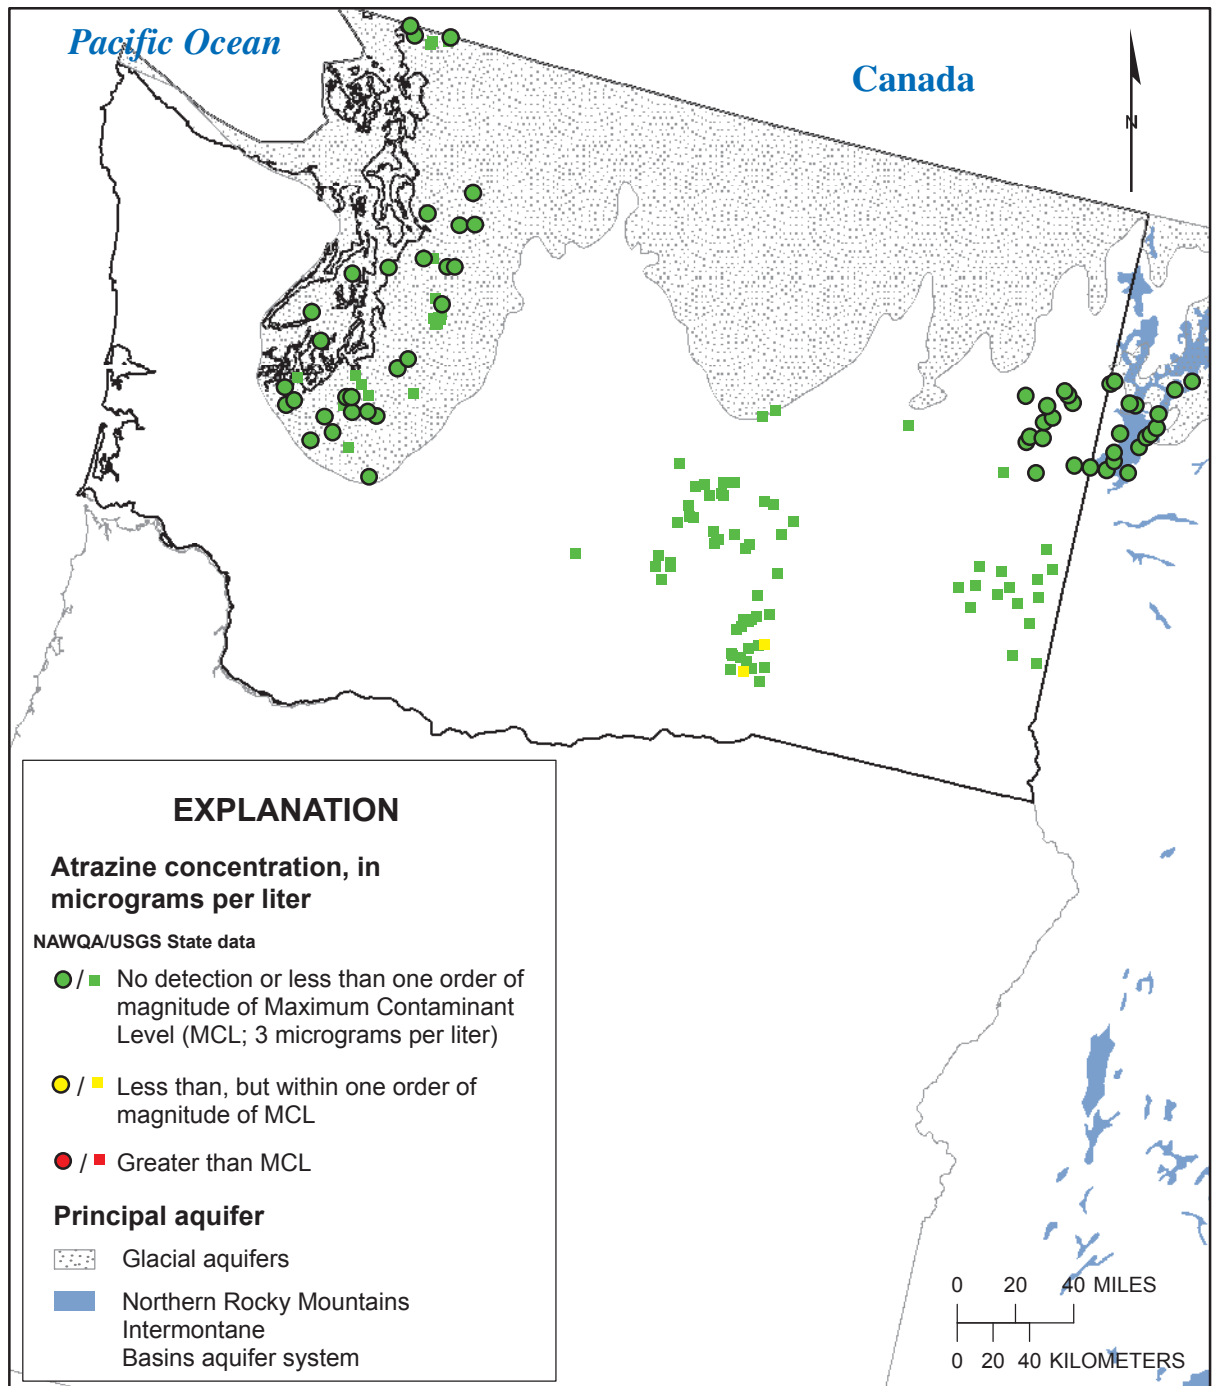 Pacific Ocean
Canada
N
EXPLANATION
Atrazine concentration, in
micrograms per liter
NAWQA/USGS State data
/ No detection or less than one order of
magnitude of Maximum Contaminant
Level (MCL; 3 micrograms per liter)
/ Less than, but within one order of
magnitude of MCL
/ Greater than MCL
Principal aquifer
Glacial aquifers
Northern Rocky Mountains
Intermontane
Basins aquifer system
0 20 40 MILES
0 20 40 KILOMETERS